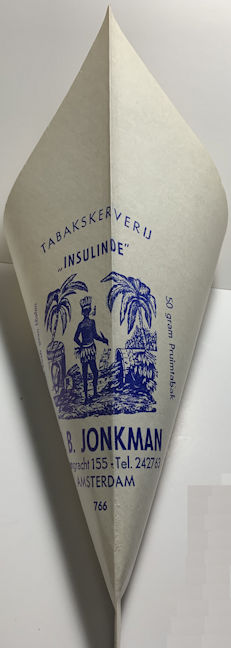 TABAKSKERVERIJ
„INSULINDE”
50 gram Pruimtabak
B. JONKMAN
gracht 155 - Tel. 24276
AMSTERDAM
766